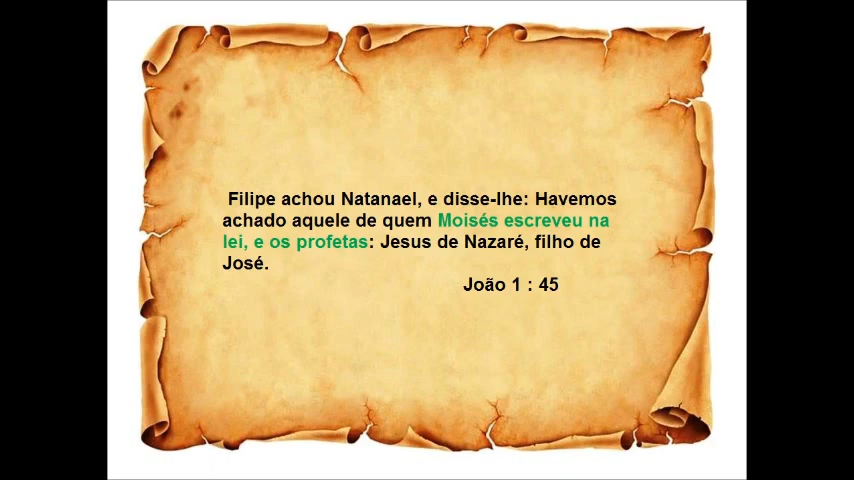 Filipe achou Natanael, e disse-lhe: Havemos
achado aquele de quem Moisés escreveu na
lei, e os profetas: Jesus de Nazaré, filho de
José.
João 1 : 45